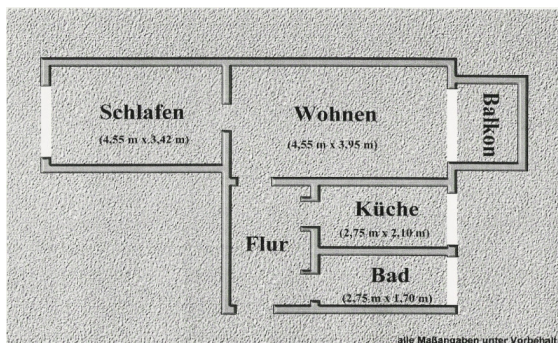 Schlafen
(4,55 m x 3,42 m)
Wohnen
(4,55 m x 3,95 m)
Balkon
Küche
(2,75 m x 2,10 m)
Flur
Bad
(2,75 m x 1,70 m)
alle Maßangaben unter Vorbehalt